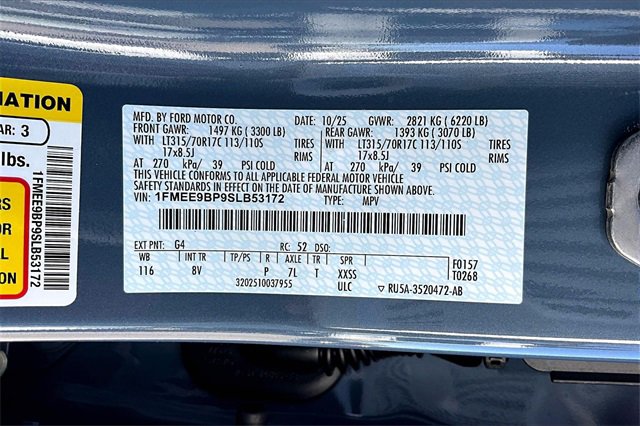 MATION
AR: 3
lbs.
RS
OR
AL
1FMEE9BP9SLB53172
MFD. BY FORD MOTOR CO. 10/25 GVWR: 2821 KG ( 6220 LB)
FRONT GAWR: 1497 KG ( 3300 LB) REAR GAWR: 1393 KG ( 3070 LB)
WITH LT315/70R17C 113/110S TIRES WITH LT315/70R17C 113/110S TIRES
17x8.5J RIMS 17x8.5J RIMS
AT 270 kPa/ 39 PSI COLD AT 270 kPa/ 39 PSI COLD
THIS VEHICLE CONFORMS TO ALL APPLICABLE FEDERAL MOTOR VEHICLE
SAFETY STANDARDS IN EFFECT ON THE DATE OF MANUFACTURE SHOWN ABOVE.
VIN: 1FMEE9BP9SLB53172 TYPE: MPV
EXT PNT: G4 RC: 52 DSO:
WB INT TR TP/PS R AXLE TR SPR F0157
116 8V P 7L T XXSS T0268
3202510037955 ULC ▽ RU5A-3520472-AB